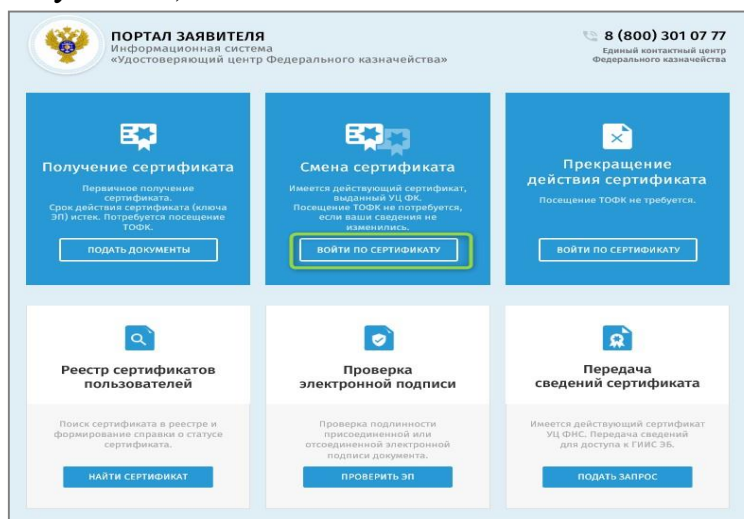 ПОРТАЛ ЗАЯВИТЕЛЯ
Информационная система
«Удостоверяющий центр Федерального казначейства»
8 (800) 301 07 77
Единый контактный центр
Федерального казначейства
Получение сертификата
Первичное получение
сертификата.
Срок действия сертификата (ключа
ЭП) истек. Потребуется посещение
ТОФК.
ПОДАТЬ ДОКУМЕНТЫ
Смена сертификата
Имеется действующий сертификат,
выданный УЦ ФК.
Посещение ТОФК не потребуется,
если ваши сведения не
изменились.
ВОЙТИ ПО СЕРТИФИКАТУ
Прекращение
действия сертификата
Посещение ТОФК не требуется.
ВОЙТИ ПО СЕРТИФИКАТУ
Реестр сертификатов
пользователей
Поиск сертификата в реестре и
формирование справки о статусе
сертификата.
НАЙТИ СЕРТИФИКАТ
Проверка
электронной подписи
Проверка подлинности
присоединенной или
отсоединенной электронной
подписи документа.
ПРОВЕРИТЬ ЭП
Передача
сведений сертификата
Имеется действующий сертификат
УЦ ФНС. Передача сведений
для доступа к ГИИС ЭБ.
ПОДАТЬ ЗАПРОС